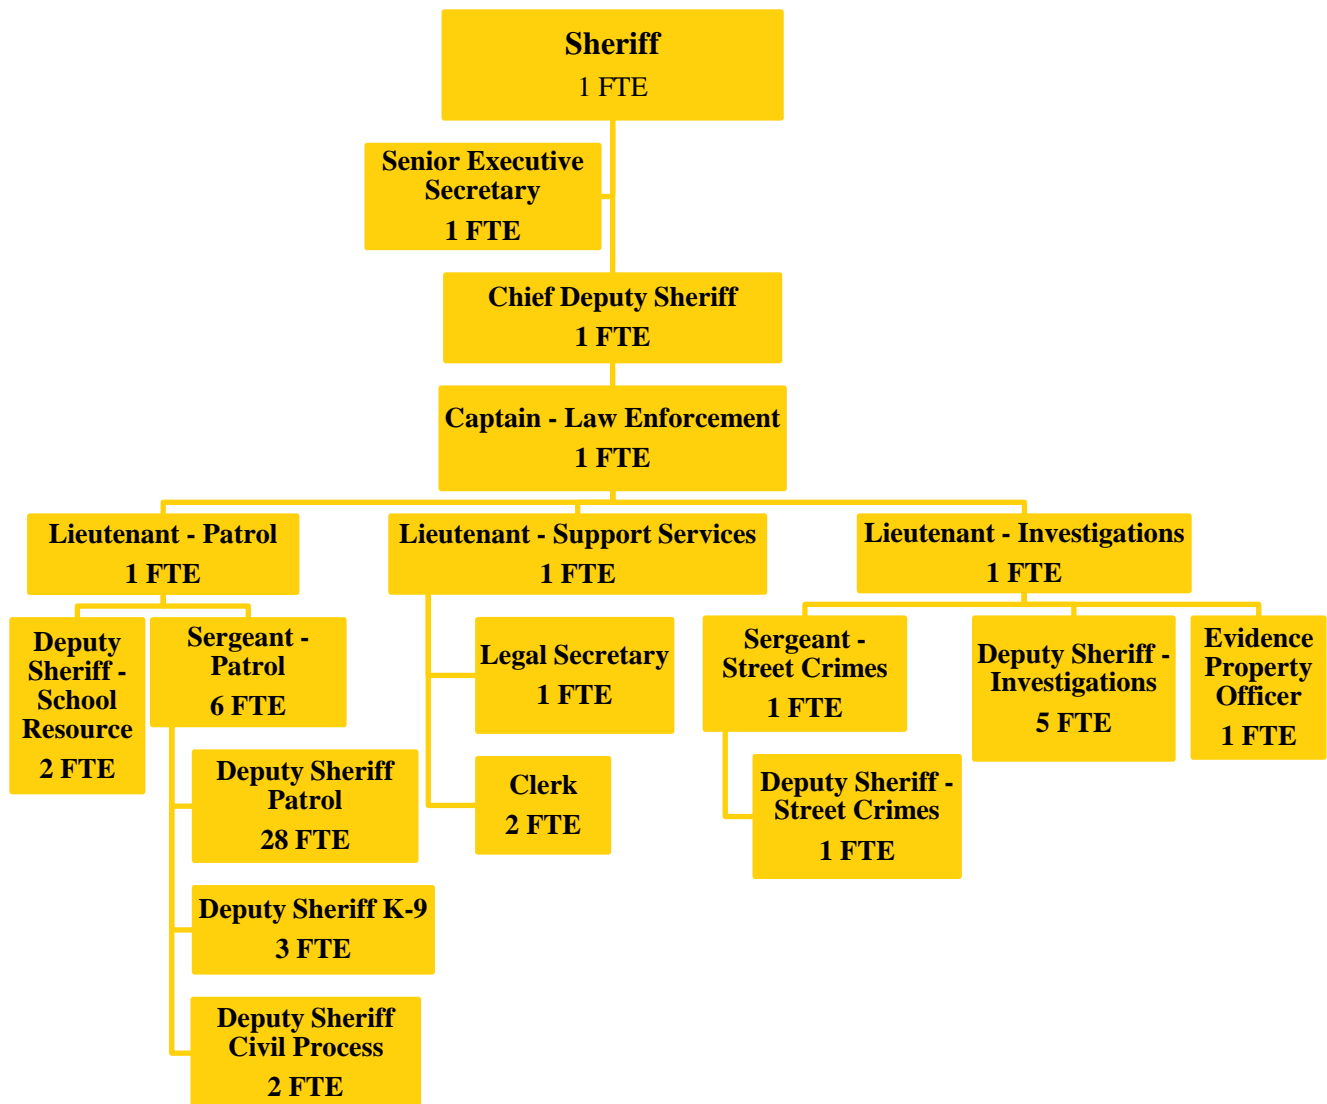 Sheriff
1 FTE
Senior Executive
Secretary
1 FTE
Chief Deputy Sheriff
1 FTE
Captain - Law Enforcement
1 FTE
Lieutenant - Patrol
1 FTE
Deputy
Sheriff -
School
Resource
2 FTE
Sergeant -
Patrol
6 FTE
Deputy Sheriff
Patrol
28 FTE
Deputy Sheriff K-9
3 FTE
Deputy Sheriff
Civil Process
2 FTE
Lieutenant - Support Services
1 FTE
Legal Secretary
1 FTE
Clerk
2 FTE
Lieutenant - Investigations
1 FTE
Sergeant -
Street Crimes
1 FTE
Deputy Sheriff -
Street Crimes
1 FTE
Deputy Sheriff -
Investigations
5 FTE
Evidence
Property
Officer
1 FTE